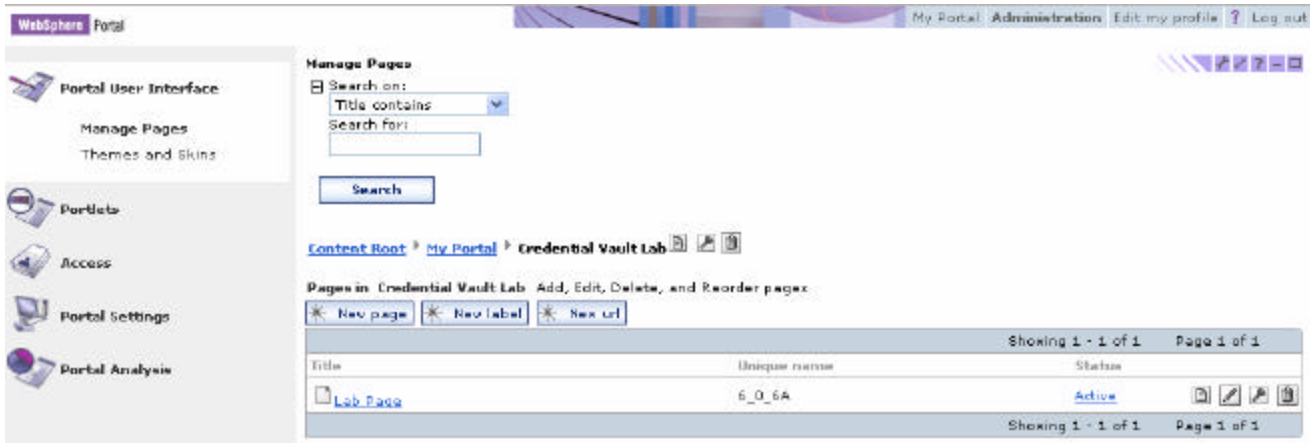 WebSphere Portal
My Portal Administration Edit my profile ? Log out
Portal User Interface
Manage Pages
Themes and Skins
Portlets
Access
Portal Settings
Portal Analysis
Manage Pages
Search on:
Title contains
Search for:
Search
Content Root My Portal Credential Vault Lab
Pages in Credential Vault Lab Add, Edit, Delete, and Reorder pages
New page New label New url
Showing 1 - 1 of 1 Page 1 of 1
Title Unique name Status
Lab Page 6_0_6A Active
Showing 1 - 1 of 1 Page 1 of 1